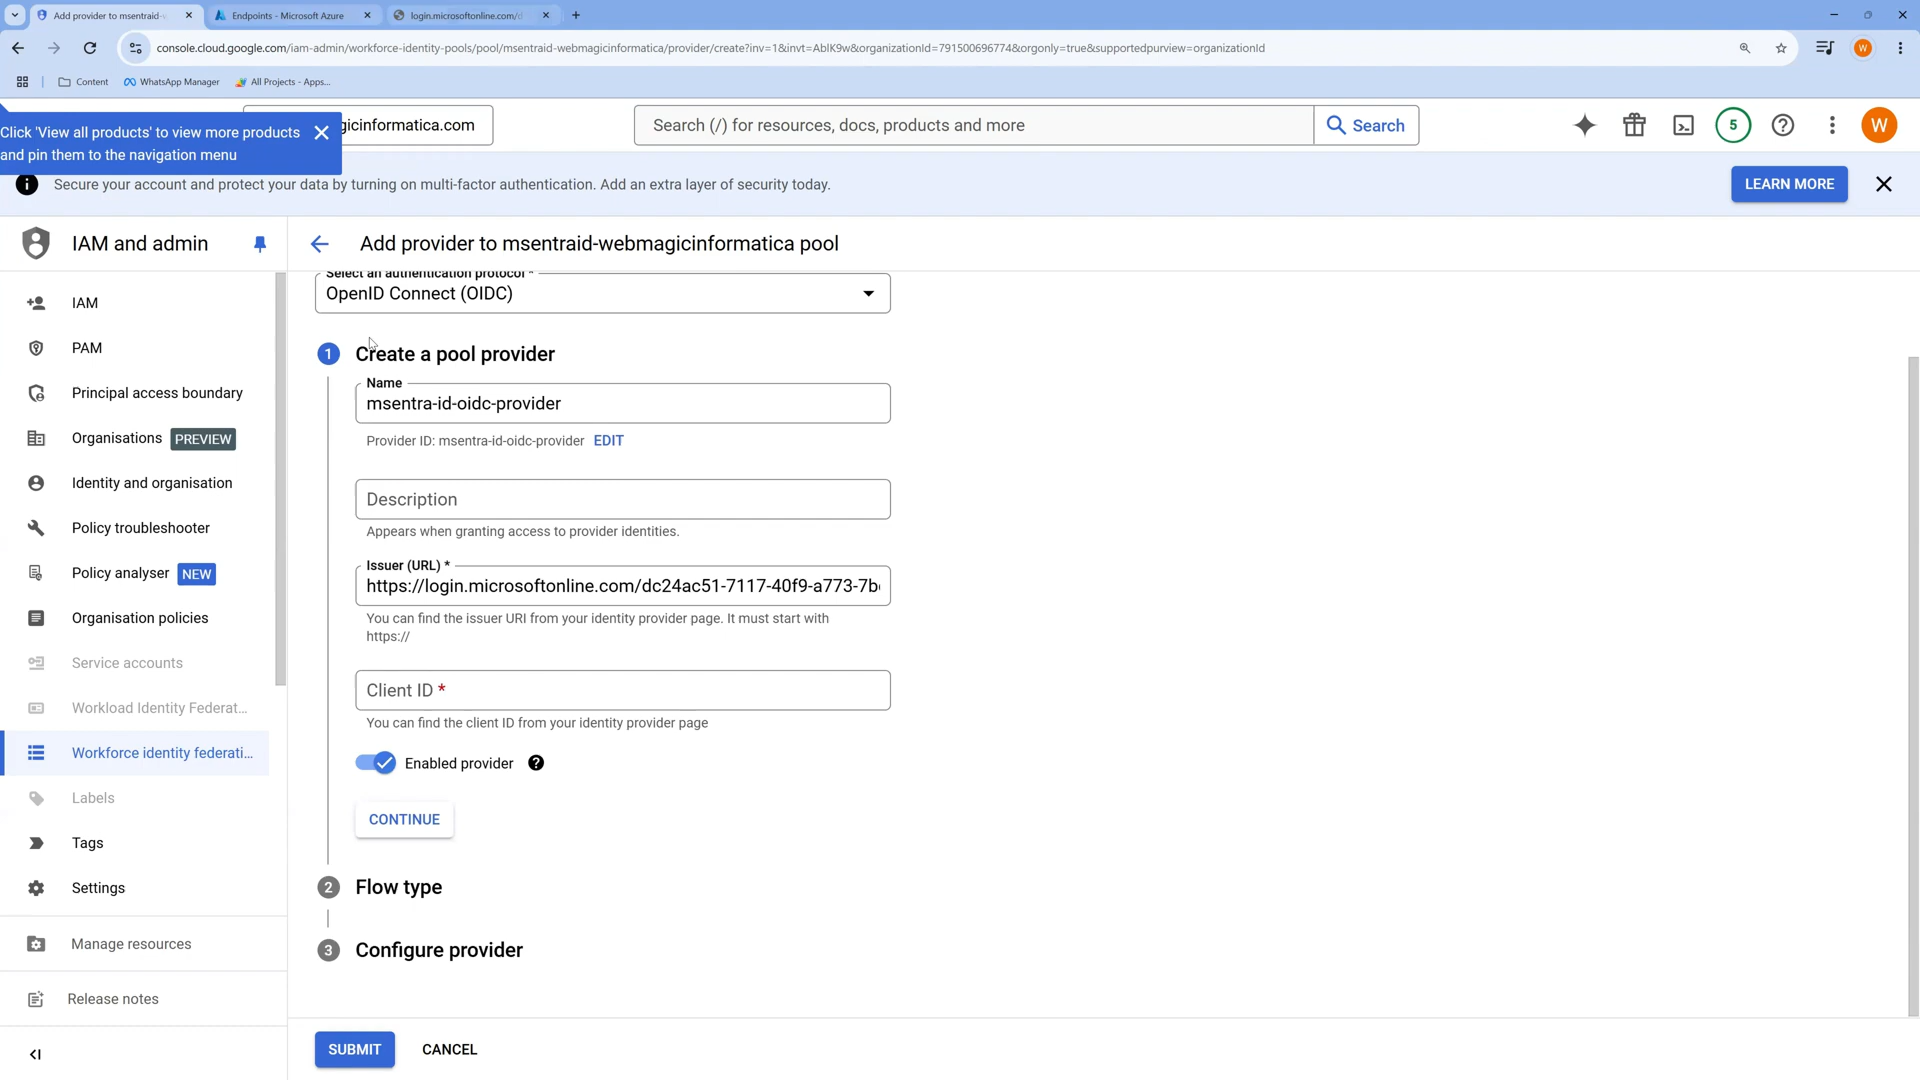 Add provider to msentraid-
Endpoints - Microsoft Azure
login.microsoftonline.com/d
console.cloud.google.com/iam-admin/workforce-identity-pools/pool/msentraid-webmagicinformatica/provider/create?inv=1&invt=AblK9w&organizationId=791500696774&orgonly=true&supportedpurview=organizationId
W
Content
WhatsApp Manager
All Projects - Apps...
Click 'View all products' to view more products
and pin them to the navigation menu
gicinformatica.com
Search (/) for resources, docs, products and more
Search
5
W
Secure your account and protect your data by turning on multi-factor authentication. Add an extra layer of security today.
LEARN MORE
IAM and admin
Add provider to msentraid-webmagicinformatica pool
IAM
PAM
Principal access boundary
Organisations PREVIEW
Identity and organisation
Policy troubleshooter
Policy analyser NEW
Organisation policies
Service accounts
Workload Identity Federat...
Workforce identity federati...
Labels
Tags
Settings
Manage resources
Release notes
Select an authentication protocol *
OpenID Connect (OIDC)
1 Create a pool provider
Name
msentra-id-oidc-provider
Provider ID: msentra-id-oidc-provider EDIT
Description
Appears when granting access to provider identities.
Issuer (URL) *
https://login.microsoftonline.com/dc24ac51-7117-40f9-a773-7b
You can find the issuer URI from your identity provider page. It must start with
https://
Client ID *
You can find the client ID from your identity provider page
Enabled provider
CONTINUE
2 Flow type
3 Configure provider
SUBMIT
CANCEL